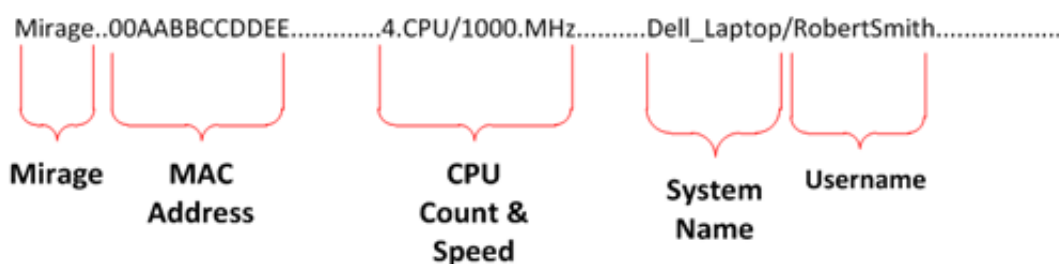 Mirage..00AABBCCDDEE.............4.CPU/1000.MHz..........Dell_Laptop/RobertSmith...................
Mirage
MAC
Address
CPU
Count &
Speed
System
Name
Username